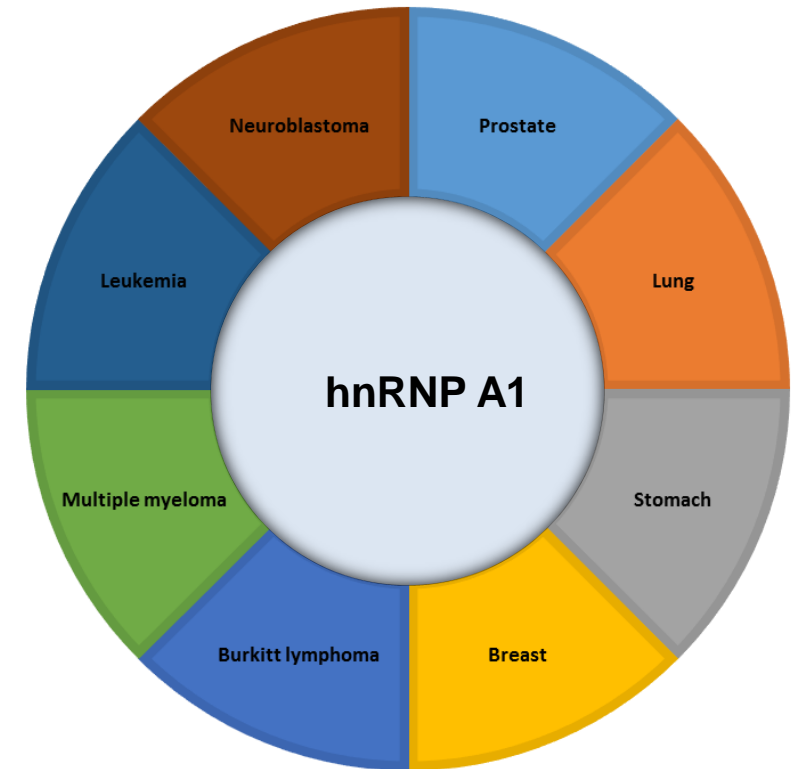 Neuroblastoma
Prostate
Leukemia
Lung
hnRNP A1
Multiple myeloma
Stomach
Burkitt lymphoma
Breast